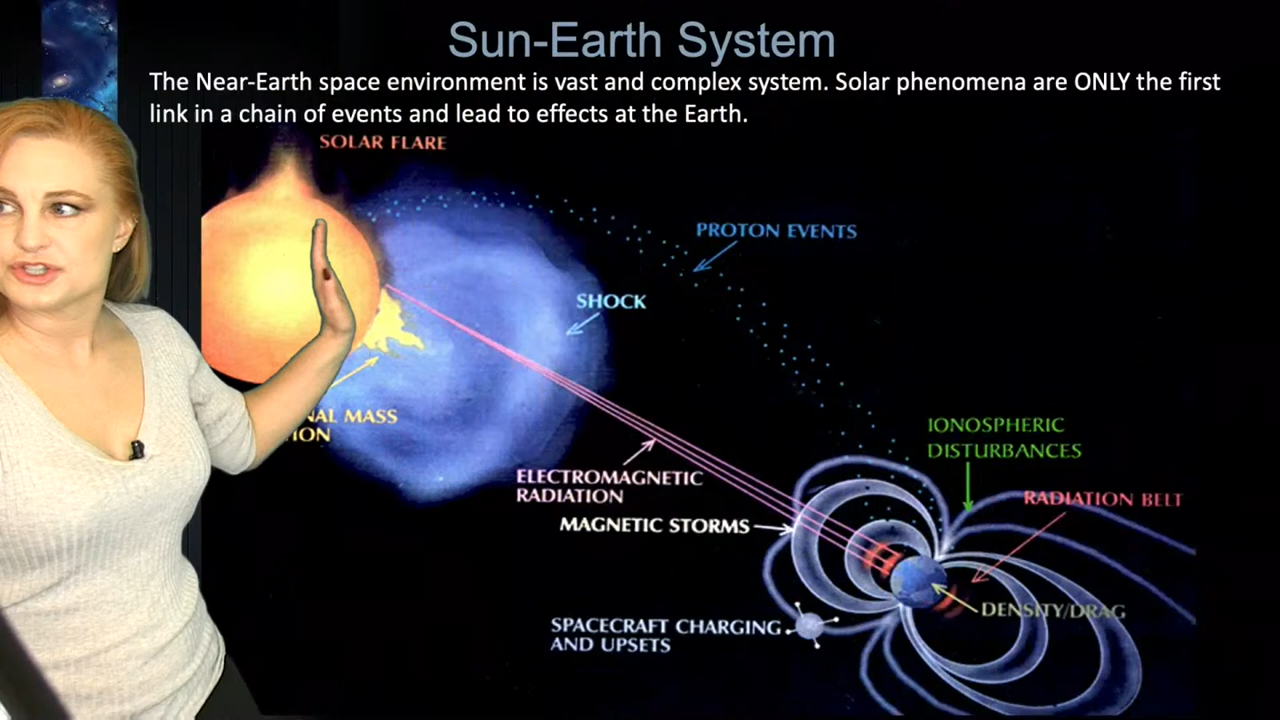 Sun-Earth System
The Near-Earth space environment is vast and complex system. Solar phenomena are ONLY the first
link in a chain of events and lead to effects at the Earth.
SOLAR FLARE
PROTON EVENTS
SHOCK
NAL MASS
ION
IONOSPHERIC
DISTURBANCES
ELECTROMAGNETIC
RADIATION
RADIATION BELT
MAGNETIC STORMS
DENSITY/DRAG
SPACECRAFT CHARGING
AND UPSETS